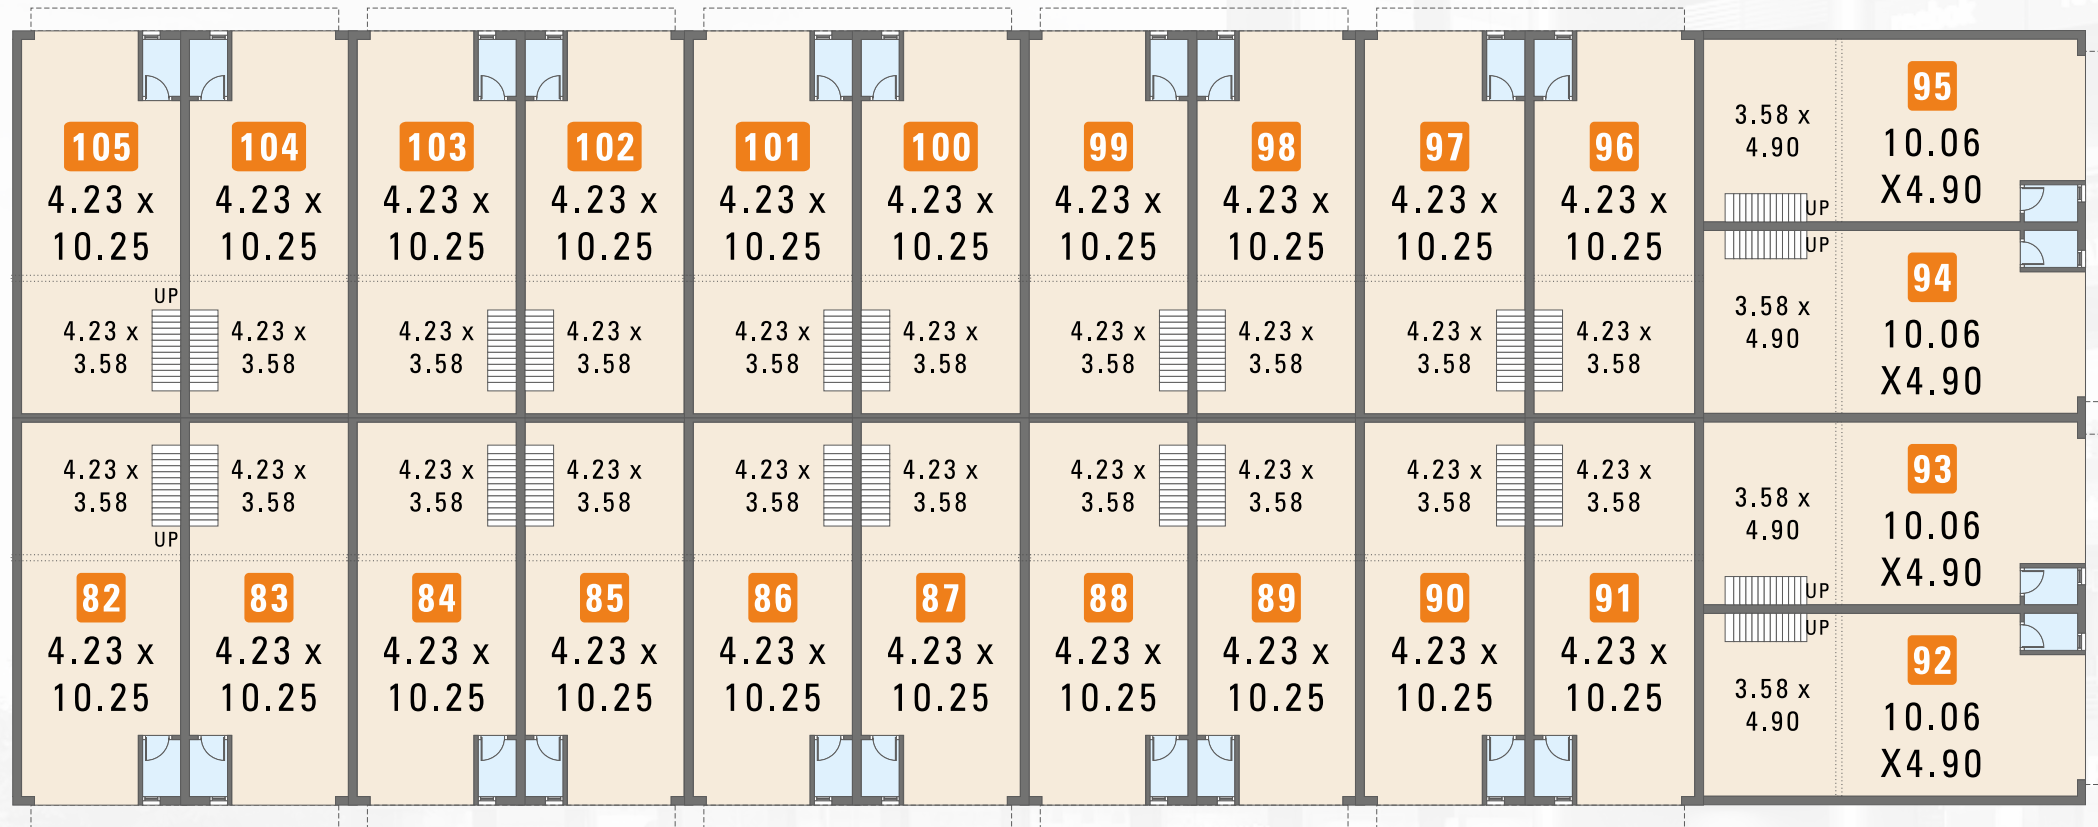 105 104 103 102 101 100 99 98 97 96
4.23 x 4.23 x 4.23 x 4.23 x 4.23 x 4.23 x 4.23 x 4.23 x 4.23 x 4.23 x
10.25 10.25 10.25 10.25 10.25 10.25 10.25 10.25 10.25 10.25
UP
4.23 x 4.23 x 4.23 x 4.23 x 4.23 x 4.23 x 4.23 x 4.23 x 4.23 x 4.23 x
3.58 3.58 3.58 3.58 3.58 3.58 3.58 3.58 3.58 3.58
4.23 x 4.23 x 4.23 x 4.23 x 4.23 x 4.23 x 4.23 x 4.23 x 4.23 x 4.23 x
3.58 3.58 3.58 3.58 3.58 3.58 3.58 3.58 3.58 3.58
UP
82 83 84 85 86 87 88 89 90 91
4.23 x 4.23 x 4.23 x 4.23 x 4.23 x 4.23 x 4.23 x 4.23 x 4.23 x 4.23 x
10.25 10.25 10.25 10.25 10.25 10.25 10.25 10.25 10.25 10.25
95
3.58 x
4.90
10.06
X4.90
UP
UP
94
3.58 x
4.90
10.06
X4.90
93
3.58 x
4.90
10.06
X4.90
UP
UP
92
3.58 x
4.90
10.06
X4.90